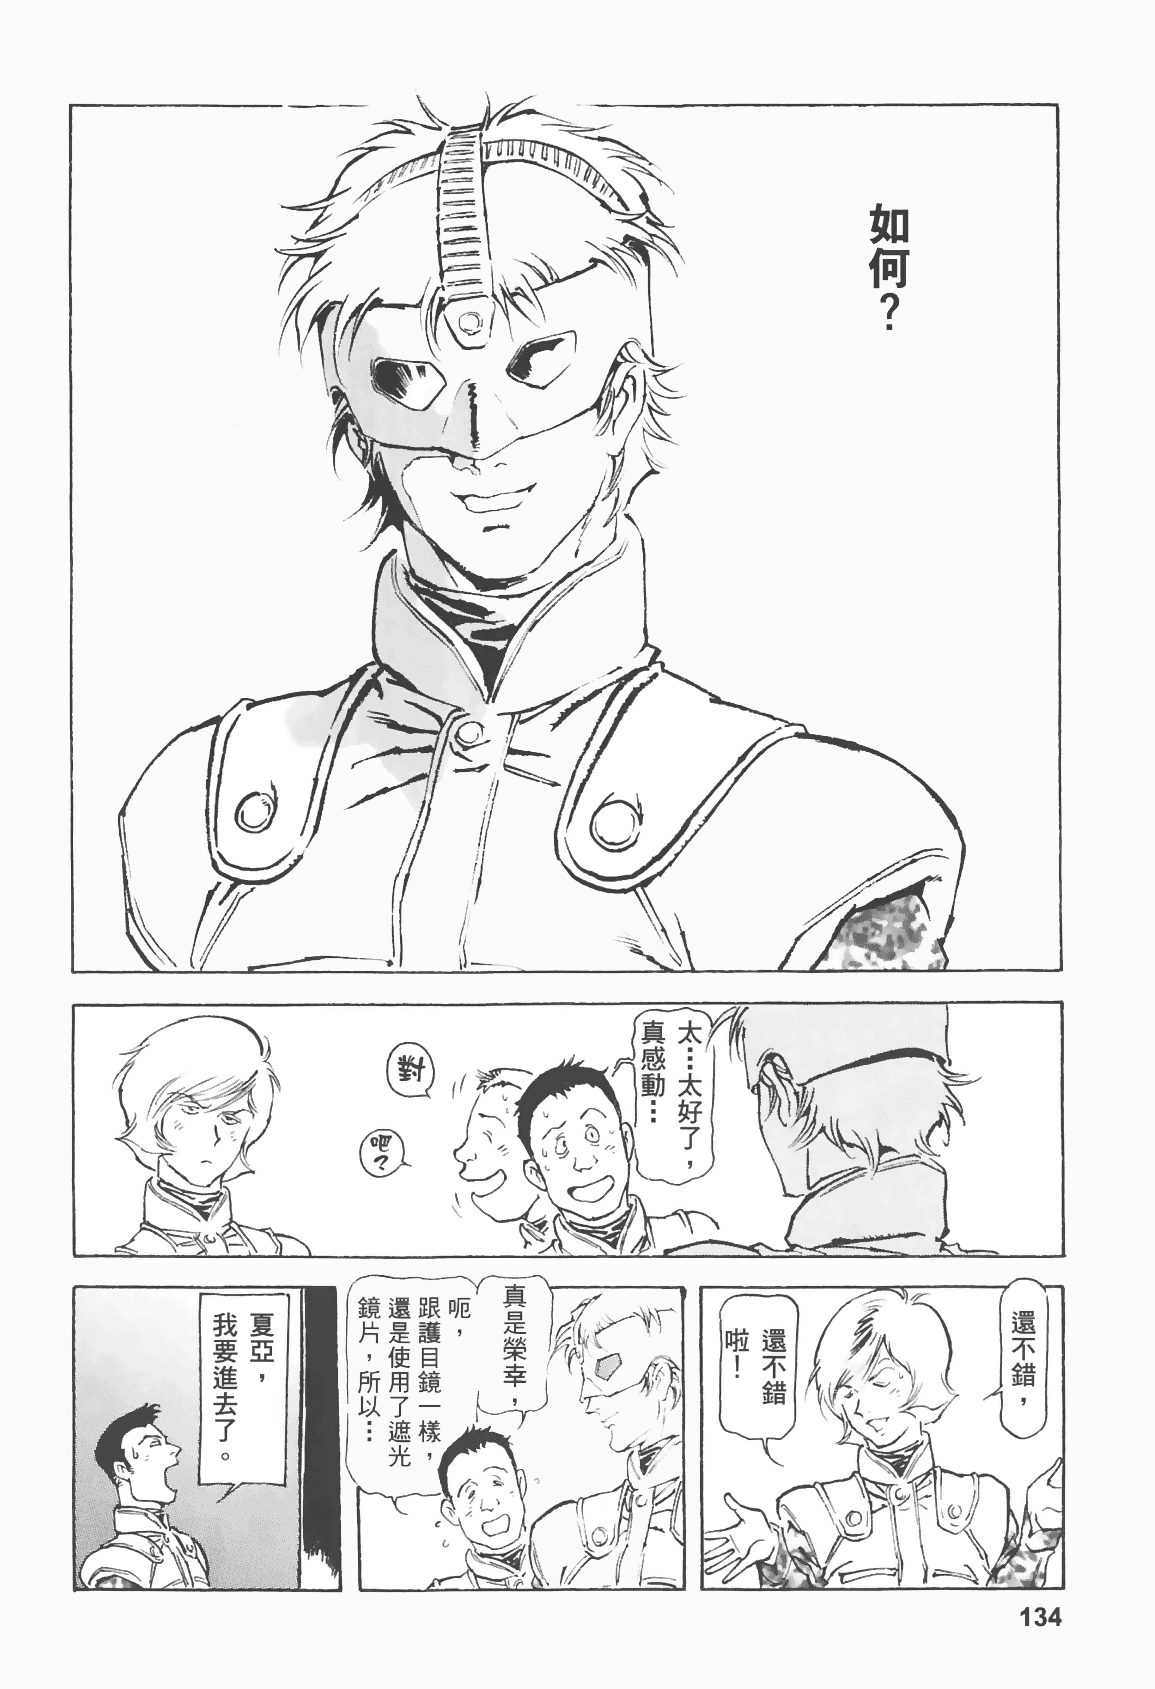 如何？
太…太好了，
真感動…
對
吧？
還不錯，
還不錯
啦！
真是榮幸，
呃，
跟護目鏡一樣，
還是使用了遮光
鏡片，所以…
夏亞，
我要進去了。
134